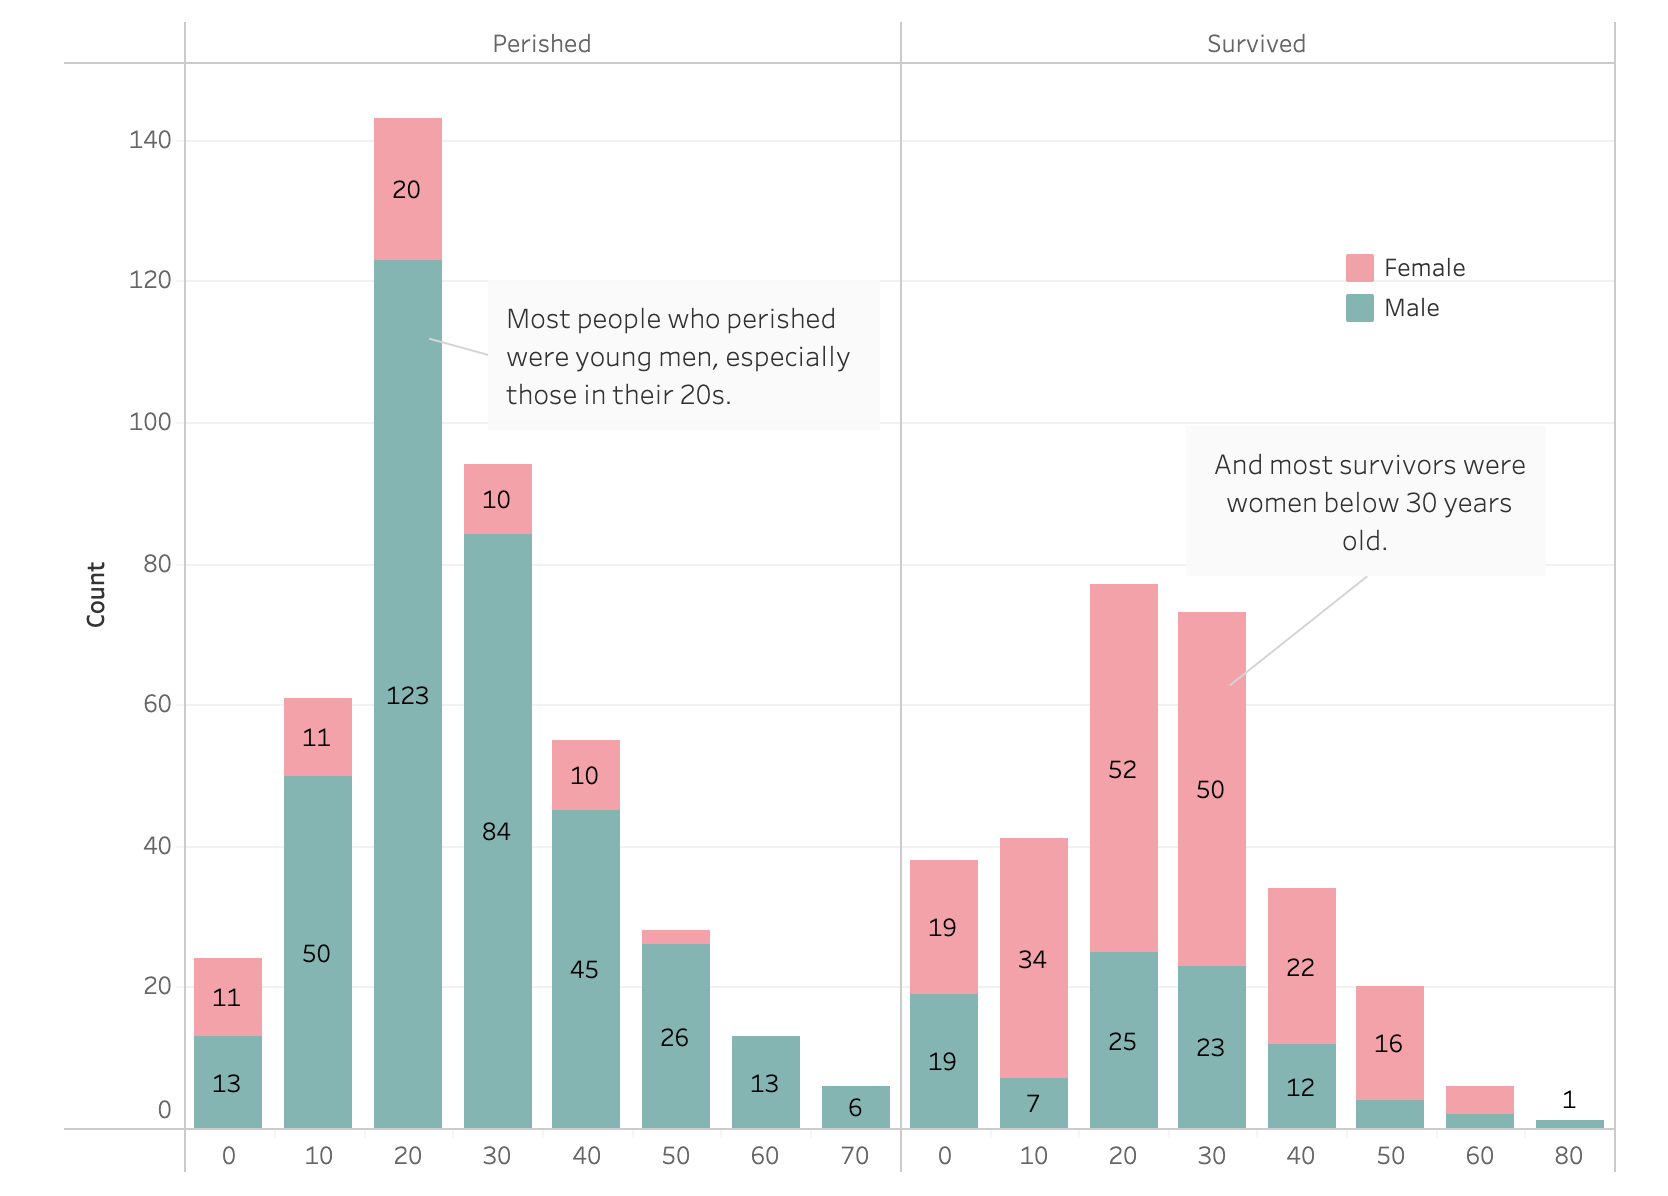 Perished
Survived
140
20
120
Female
Male
Most people who perished
were young men, especially
those in their 20s.
100
And most survivors were
women below 30 years
old.
10
80
Count
60
123
11
52
50
10
84
40
19
34
22
50
45
20
11
26
16
25
23
19
12
13
13
6
7
1
0
0 10 20 30 40 50 60 70 0 10 20 30 40 50 60 80